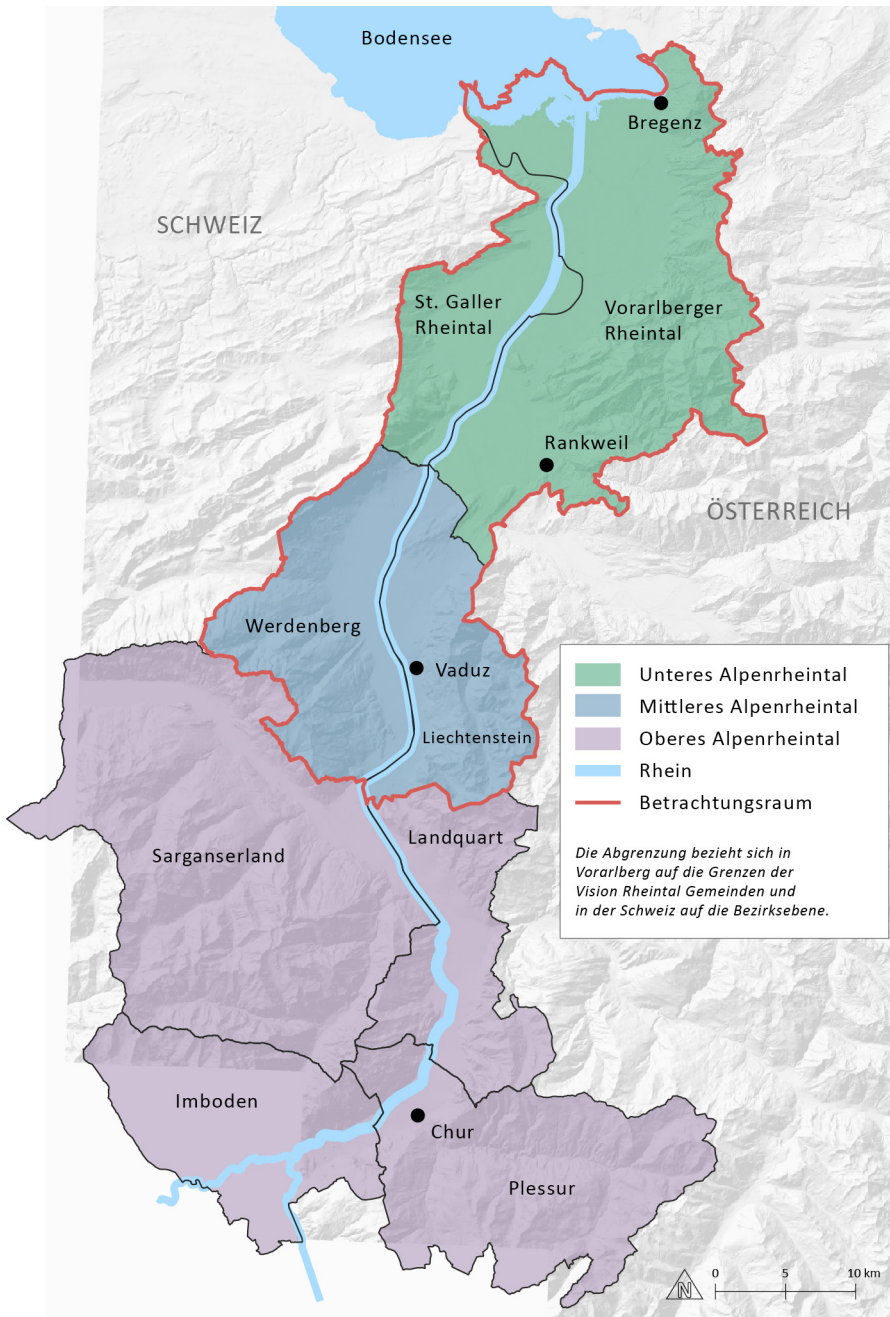 Bodensee
Bregenz
SCHWEIZ
St. Galler
Rheintal
Vorarlberger
Rheintal
Rankweil
ÖSTERREICH
Werdenberg
Vaduz
Liechtenstein
Unteres Alpenrheintal
Mittleres Alpenrheintal
Oberes Alpenrheintal
Rhein
Betrachtungsraum
Die Abgrenzung bezieht sich in
Vorarlberg auf die Grenzen der
Vision Rheintal Gemeinden und
in der Schweiz auf die Bezirksebene.
Landquart
Sarganserland
Imboden
Chur
Plessur
N
0 5 10 km